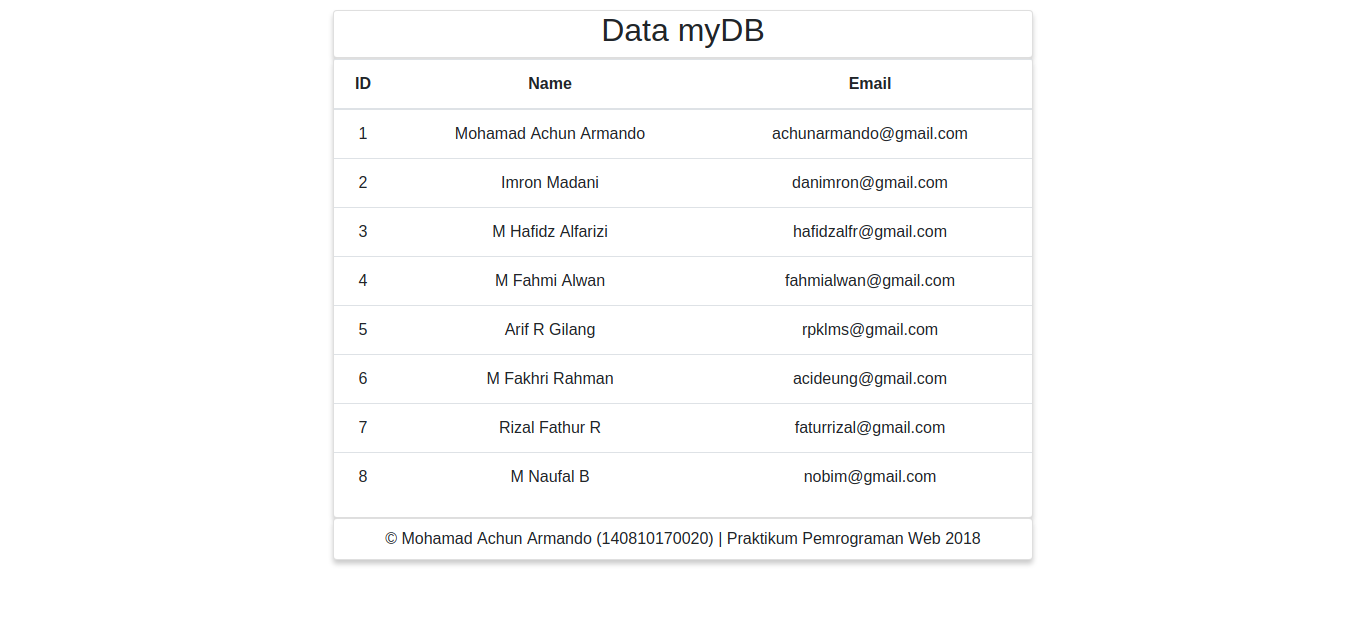 Data myDB
ID Name Email
1 Mohamad Achun Armando achunarmando@gmail.com
2 Imron Madani danimron@gmail.com
3 M Hafidz Alfarizi hafidzalfr@gmail.com
4 M Fahmi Alwan fahmialwan@gmail.com
5 Arif R Gilang rpklms@gmail.com
6 M Fakhri Rahman acideung@gmail.com
7 Rizal Fathur R faturrizal@gmail.com
8 M Naufal B nobim@gmail.com
© Mohamad Achun Armando (140810170020) | Praktikum Pemrograman Web 2018